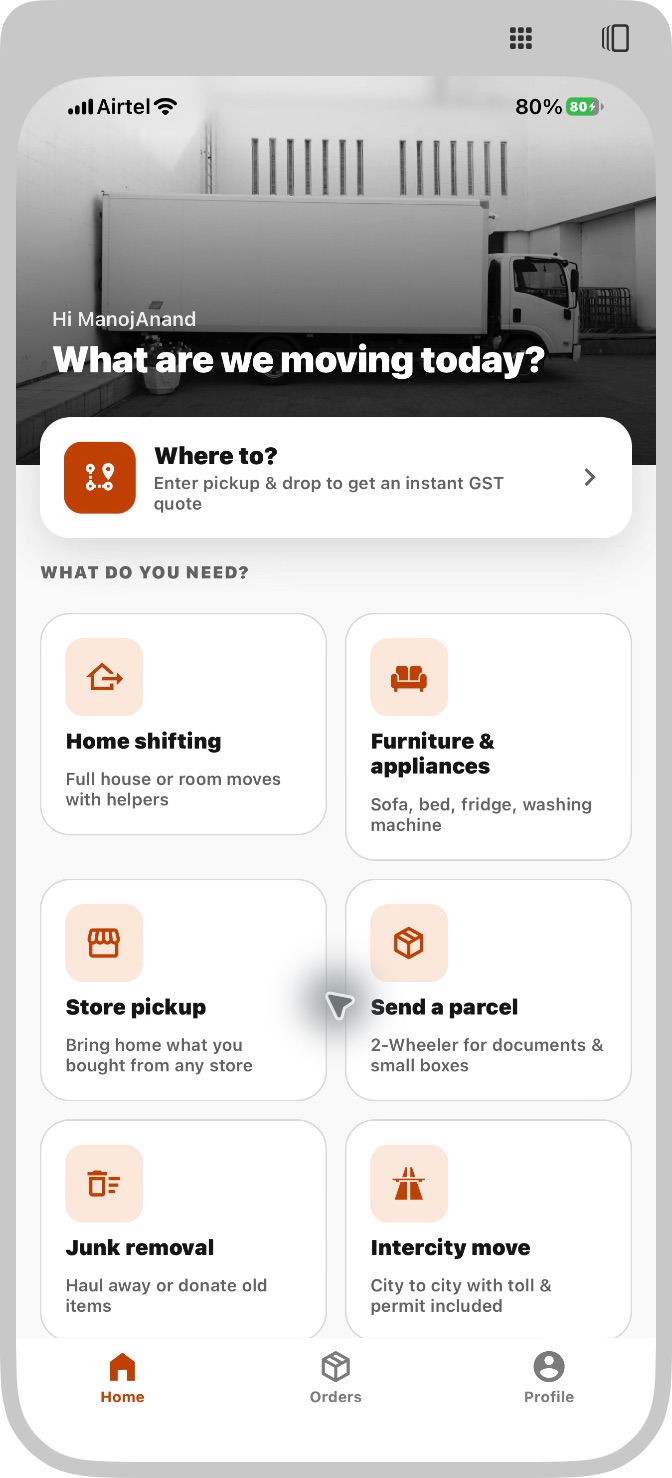 Airtel
80%
80
Hi ManojAnand
What are we moving today?
Where to?
Enter pickup & drop to get an instant GST
quote
WHAT DO YOU NEED?
Home shifting
Full house or room moves
with helpers
Furniture &
appliances
Sofa, bed, fridge, washing
machine
Store pickup
Bring home what you
bought from any store
Send a parcel
2-Wheeler for documents &
small boxes
Junk removal
Haul away or donate old
items
Intercity move
City to city with toll &
permit included
Home
Orders
Profile